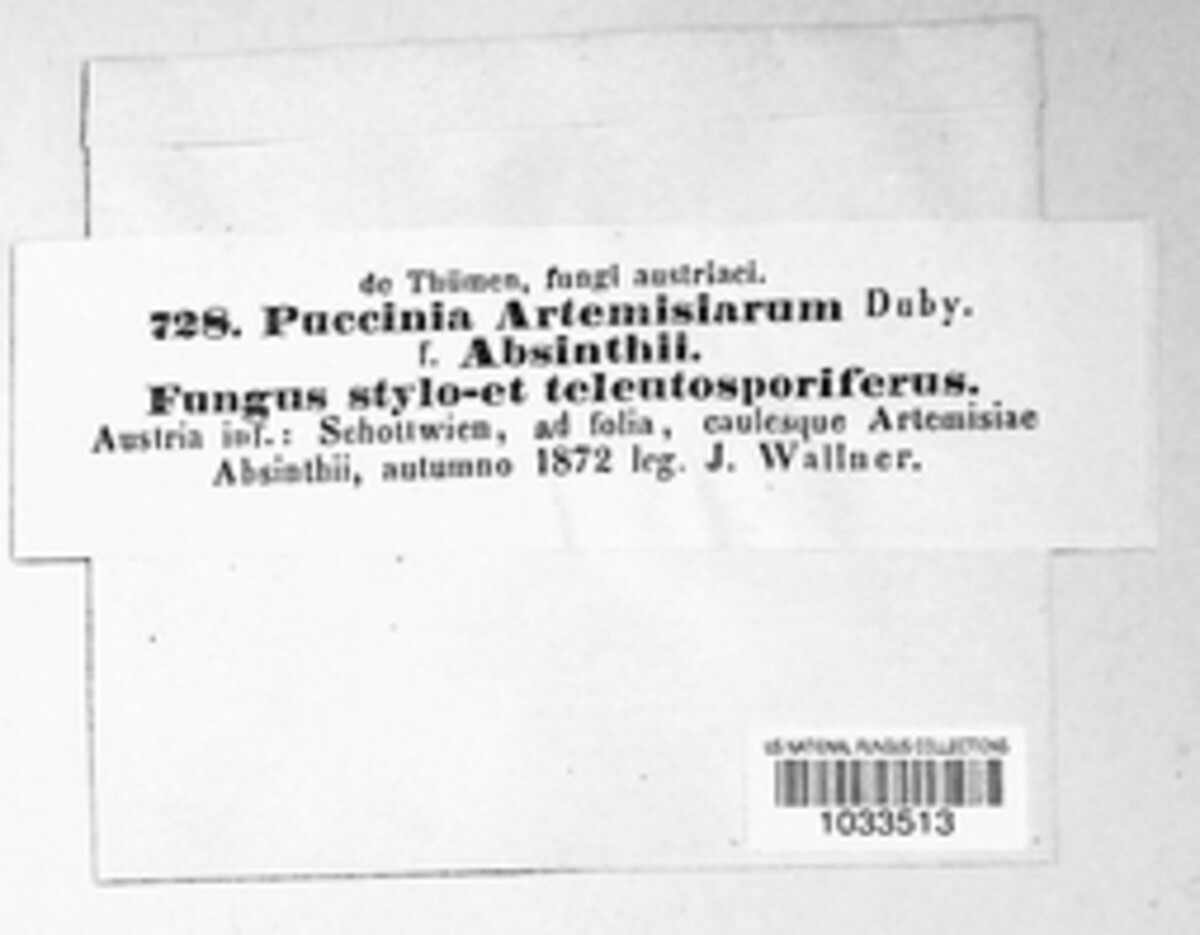 de Thümen, fungi austriaci.
728. Puccinia Artemisiarum Duby.
f. Absinthii.
Fungus stylo-et teleutosporiferus.
Austria inf.: Schottwien, ad folia, caulesque Artemisiae
Absinthii, autumno 1872 leg. J. Wallner.
US NATIONAL FUNGUS COLLECTIONS
1033513